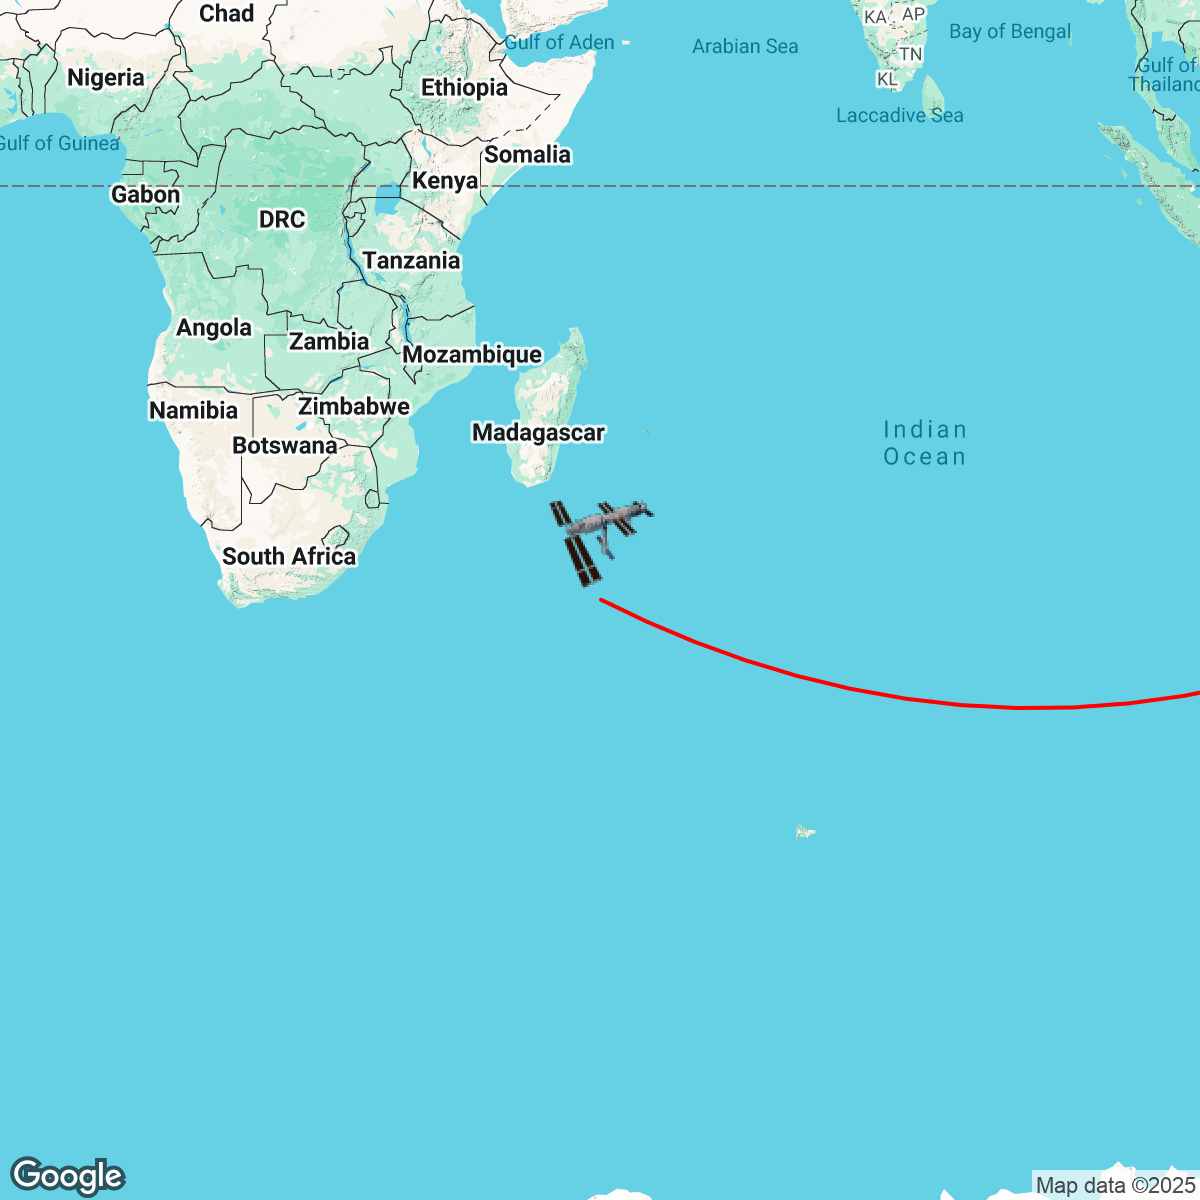 Chad
KA
AP
Bay of Bengal
Gulf of Aden
Arabian Sea
TN
Nigeria
Ethiopia
KL
Gulf of
Thailand
Laccadive Sea
Gulf of Guinea
Somalia
Kenya
Gabon
DRC
Tanzania
Angola
Zambia
Mozambique
Namibia
Zimbabwe
Botswana
Madagascar
Indian
Ocean
South Africa
Google
Map data ©2025